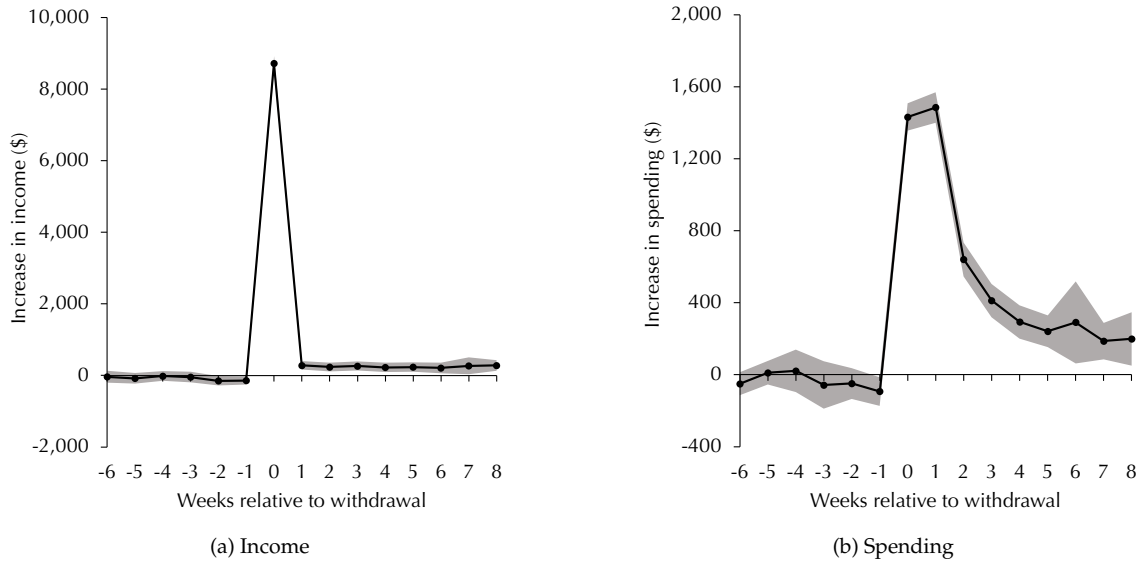 10,000
8,000
6,000
4,000
2,000
0
-2,000
Increase in income ($)
-6 -5 -4 -3 -2 -1 0 1 2 3 4 5 6 7 8
Weeks relative to withdrawal
(a) Income
2,000
1,600
1,200
800
400
0
-400
Increase in spending ($)
-6 -5 -4 -3 -2 -1 0 1 2 3 4 5 6 7 8
Weeks relative to withdrawal
(b) Spending